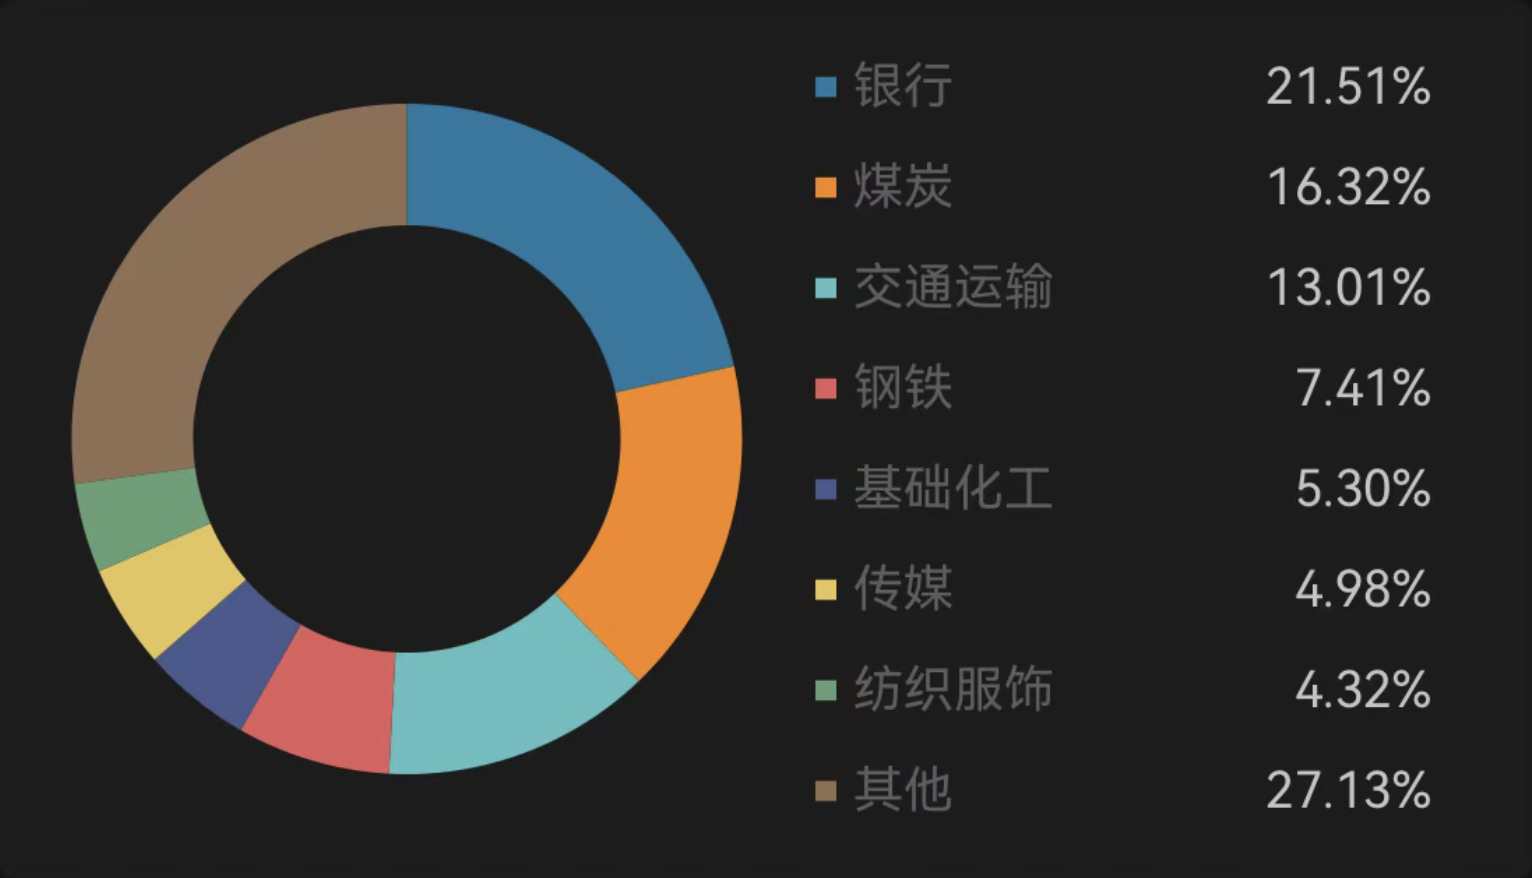 银行 21.51%
煤炭 16.32%
交通运输 13.01%
钢铁 7.41%
基础化工 5.30%
传媒 4.98%
纺织服饰 4.32%
其他 27.13%